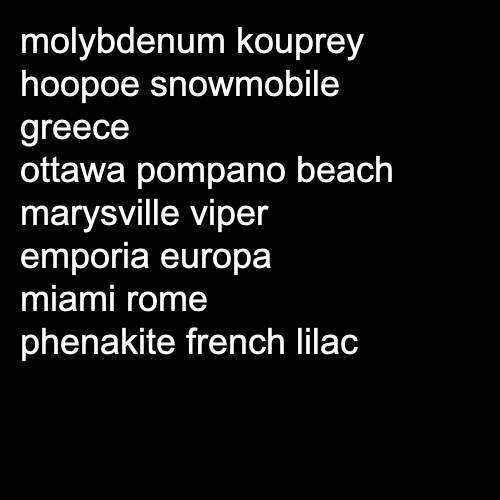 molybdenum kouprey
hoopoe snowmobile
greece
ottawa pompano beach
marysville viper
emporia europa
miami rome
phenakite french lilac